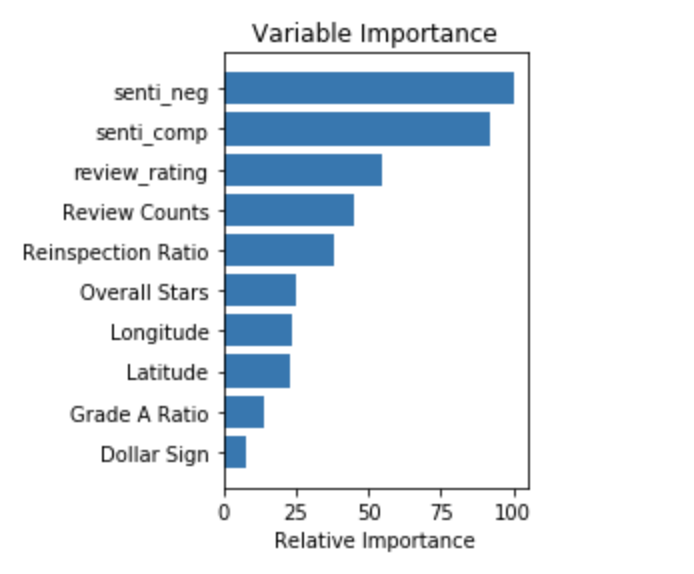 Variable Importance
senti_neg
senti_comp
review_rating
Review Counts
Reinspection Ratio
Overall Stars
Longitude
Latitude
Grade A Ratio
Dollar Sign
0 25 50 75 100
Relative Importance